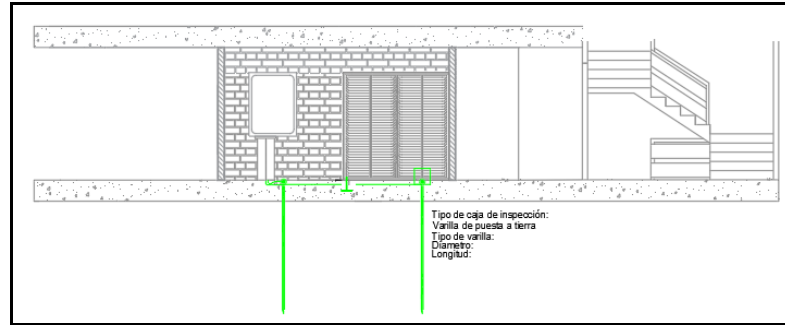 Tipo de caja de inspección:
Varilla de puesta a tierra
Tipo de varilla:
Diametro:
Longitud: